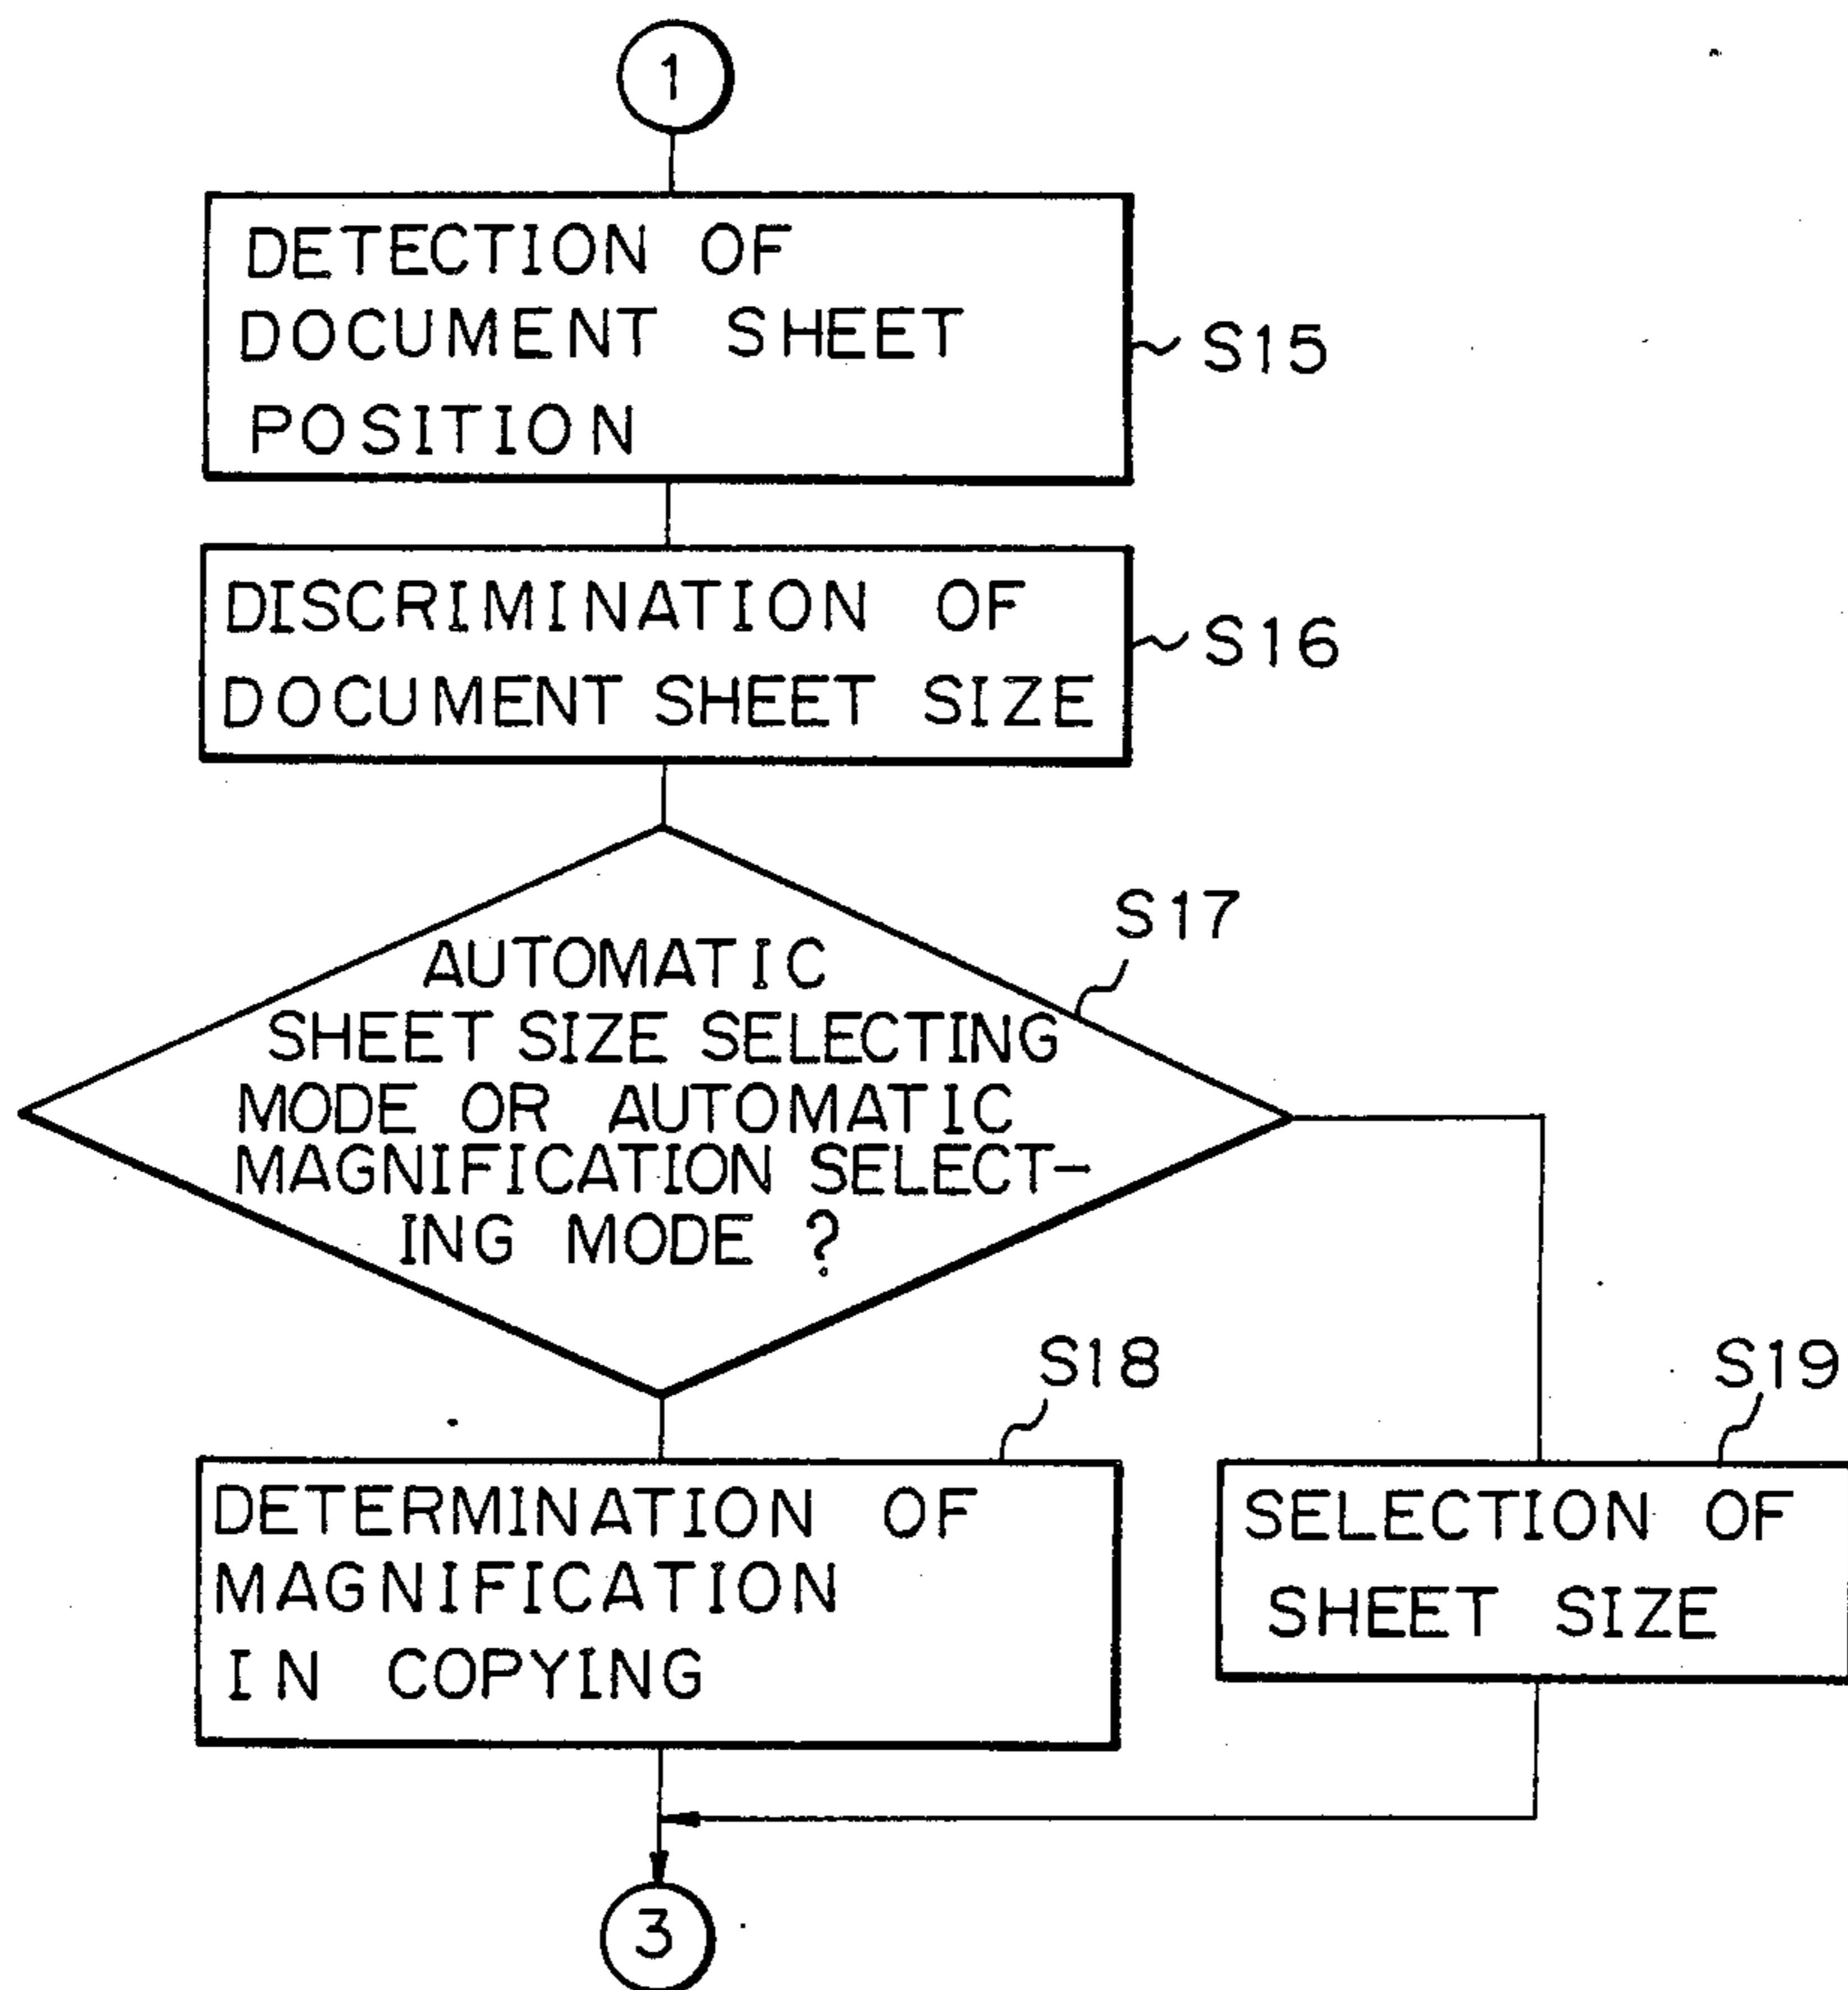 1
DETECTION OF
DOCUMENT SHEET
POSITION
S15
DISCRIMINATION OF
DOCUMENT SHEET SIZE
S16
S17
AUTOMATIC
SHEET SIZE SELECTING
MODE OR AUTOMATIC
MAGNIFICATION SELECT-
ING MODE ?
S18
DETERMINATION OF
MAGNIFICATION
IN COPYING
S19
SELECTION OF
SHEET SIZE
3